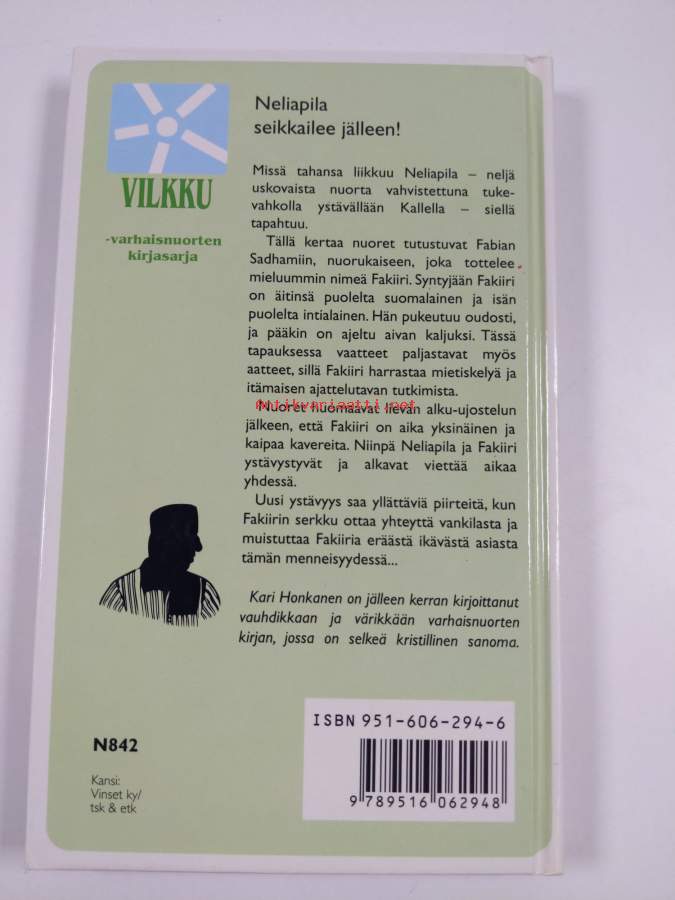 VILKKU
-varhaisnuorten
kirjasarja
Neliapila
seikkailee jälleen!
Missä tahansa liikkuu Neliapila – neljä
uskovaista nuorta vahvistettuna tuke-
vahkolla ystävällään Kallella – siellä
tapahtuu.
Tällä kertaa nuoret tutustuvat Fabian
Sadhamiin, nuorukaiseen, joka tottelee
mieluummin nimeä Fakiiri. Syntyjään Fakiiri
on äitinsä puolelta suomalainen ja isän
puolelta intialainen. Hän pukeutuu oudosti,
ja pääkin on ajeltu aivan kaljuksi. Tässä
tapauksessa vaatteet paljastavat myös
aatteet, sillä Fakiiri harrastaa mietiskelyä ja
itämaisen ajattelutavan tutkimista.
antikvariaatti.net
Nuoret huomaavat lievän alku-ujostelun
jälkeen, että Fakiiri on aika yksinäinen ja
kaipaa kavereita. Niinpä Neliapila ja Fakiiri
ystävystyvät ja alkavat viettää aikaa
yhdessä.
Uusi ystävyys saa yllättäviä piirteitä, kun
Fakiirin serkku ottaa yhteyttä vankilasta ja
muistuttaa Fakiiria eräästä ikävästä asiasta
tämän menneisyydessä...
Kari Honkanen on jälleen kerran kirjoittanut
vauhdikkaan ja värikkään varhaisnuorten
kirjan, jossa on selkeä kristillinen sanoma.
ISBN 951-606-294-6
9 789516 062948
N842
Kansi:
Vinset ky/
tsk & etk